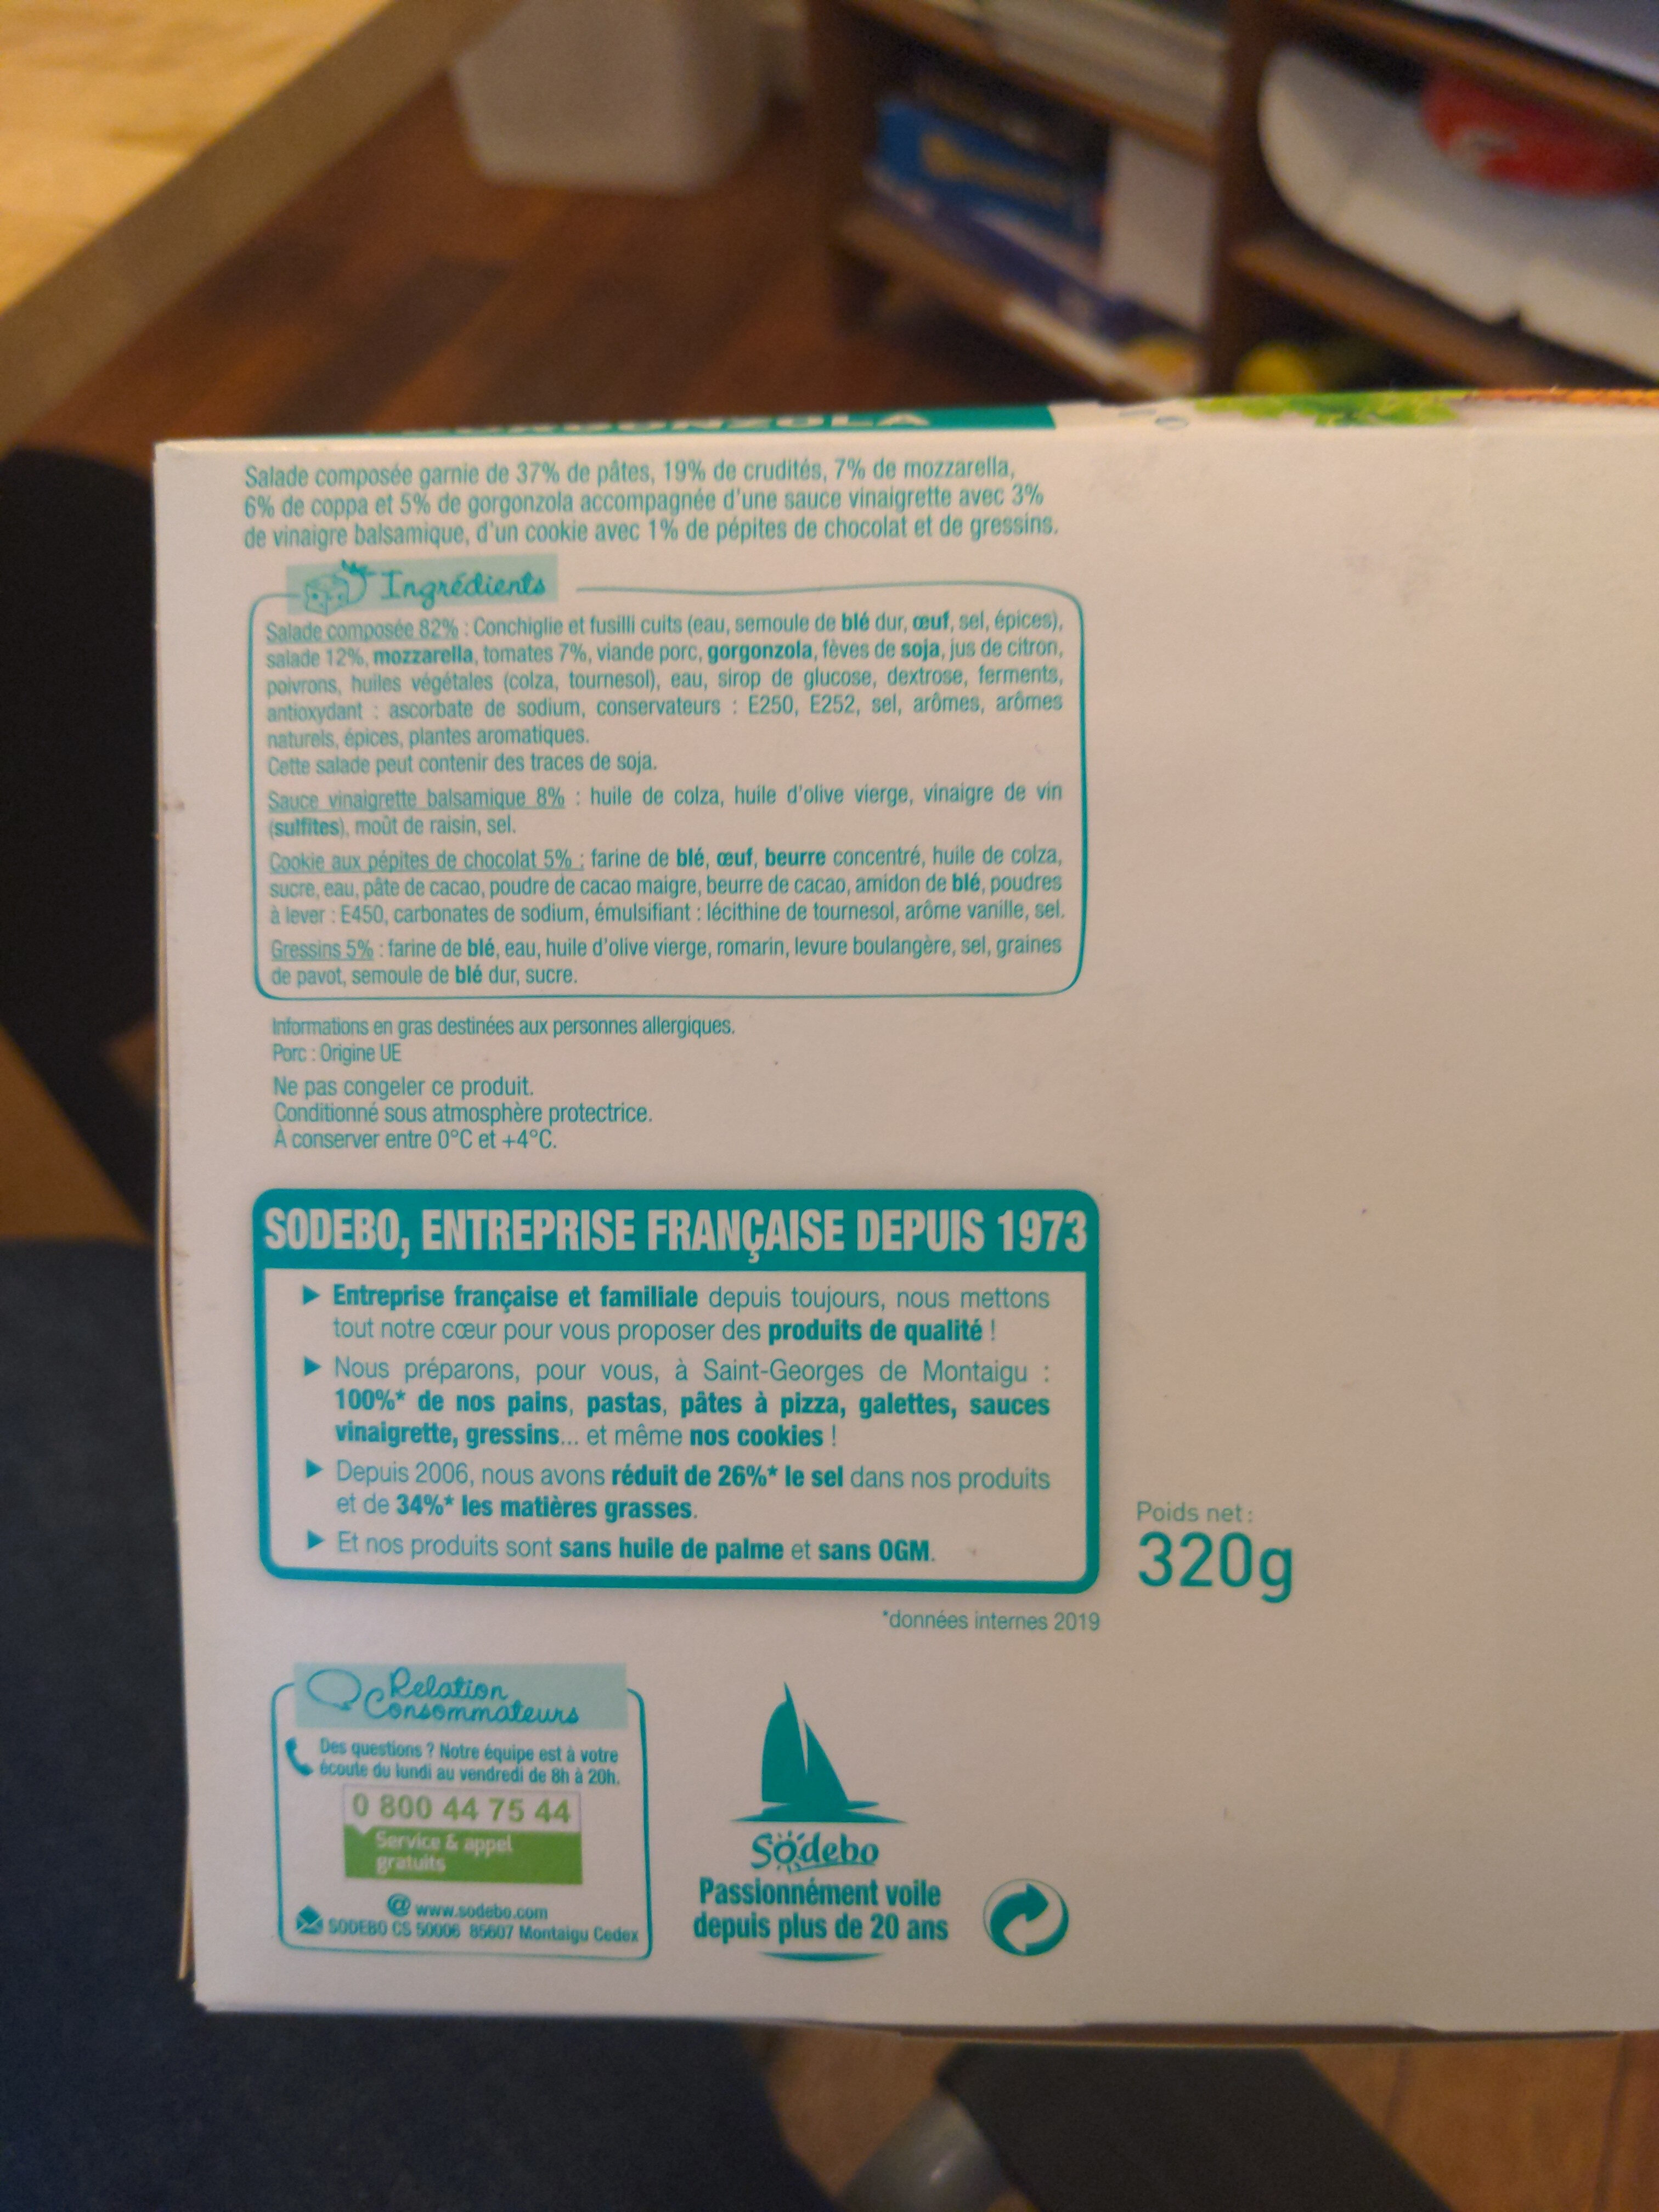 Salade composée garnie de 37% de pâtes, 19% de crudités, 7% de mozzarella,
6% de coppa et 5% de gorgonzola accompagnée d'une sauce vinaigrette avec 3%
de vinaigre balsamique, d'un cookie avec 1% de pépites de chocolat et de gressins.
Ingrédients
Salade composée 82% : Conchiglie et fusilli cuits (eau, semoule de blé dur, œuf, sel, épices),
salade 12%, mozzarella, tomates 7%, viande porc, gorgonzola, fèves de soja, jus de citron,
poivrons, huiles végétales (colza, tournesol), eau, sirop de glucose, dextrose, ferments,
antioxydant : ascorbate de sodium, conservateurs : E250, E252, sel, arômes, arômes
naturels, épices, plantes aromatiques.
Cette salade peut contenir des traces de soja.
Sauce vinaigrette balsamique 8% : huile de colza, huile d'olive vierge, vinaigre de vin
(sulfites), moût de raisin, sel.
Cookie aux pépites de chocolat 5% : farine de blé, œuf, beurre concentré, huile de colza,
sucre, eau, pâte de cacao, poudre de cacao maigre, beurre de cacao, amidon de blé, poudres
à lever : E450, carbonates de sodium, émulsifiant : lécithine de tournesol, arôme vanille, sel.
Gressins 5% : farine de blé, eau, huile d'olive vierge, romarin, levure boulangère, sel, graines
de pavot, semoule de blé dur, sucre.
Informations en gras destinées aux personnes allergiques.
Porc : Origine UE
Ne pas congeler ce produit.
Conditionné sous atmosphère protectrice.
À conserver entre 0°C et +4°C.
SODEBO, ENTREPRISE FRANÇAISE DEPUIS 1973
► Entreprise française et familiale depuis toujours, nous mettons
tout notre cœur pour vous proposer des produits de qualité !
► Nous préparons, pour vous, à Saint-Georges de Montaigu :
100%* de nos pains, pastas, pâtes à pizza, galettes, sauces
vinaigrette, gressins... et même nos cookies !
► Depuis 2006, nous avons réduit de 26%* le sel dans nos produits
et de 34%* les matières grasses.
► Et nos produits sont sans huile de palme et sans OGM.
*données internes 2019
Poids net :
320g
Relation
Consommateurs
Des questions ? Notre équipe est à votre
écoute du lundi au vendredi de 8h à 20h.
0 800 44 75 44
Service & appel
gratuits
@ www.sodebo.com
SODEBO CS 50006 85607 Montaigu Cedex
Sodebo
Passionnément voile
depuis plus de 20 ans